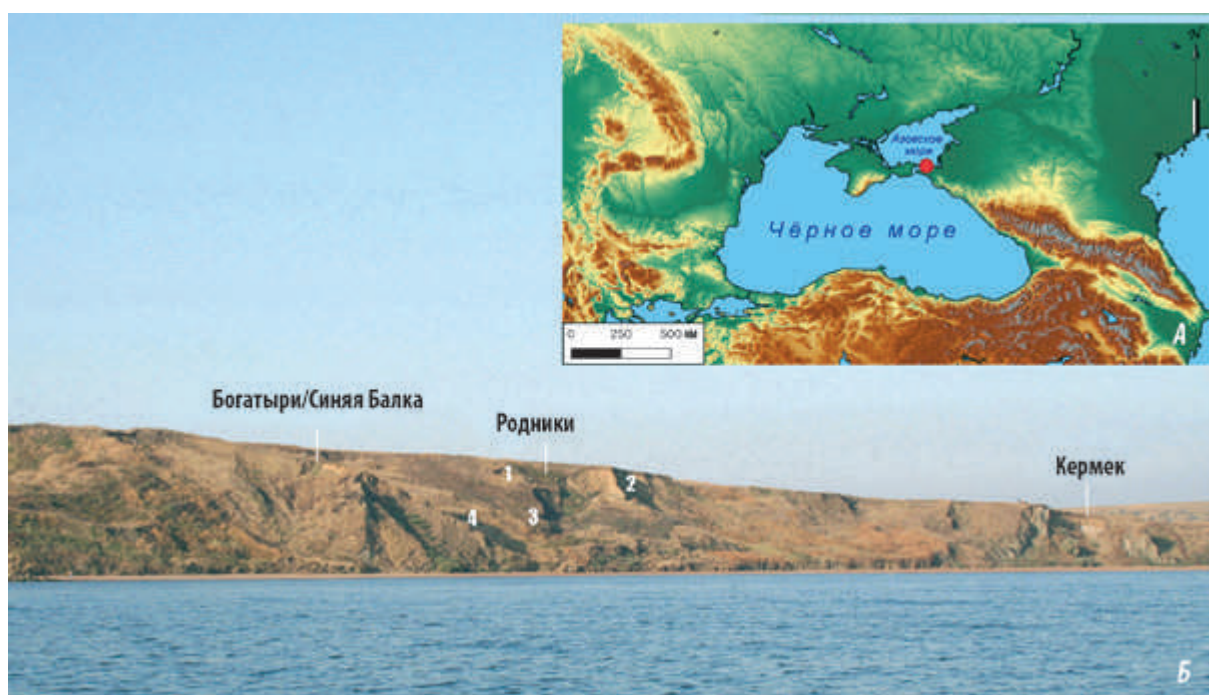 Азовское
море
Чёрное море
0 250 500 км
А
Богатыри/Синяя Балка
Родники
Кермек
1
2
4
3
Б